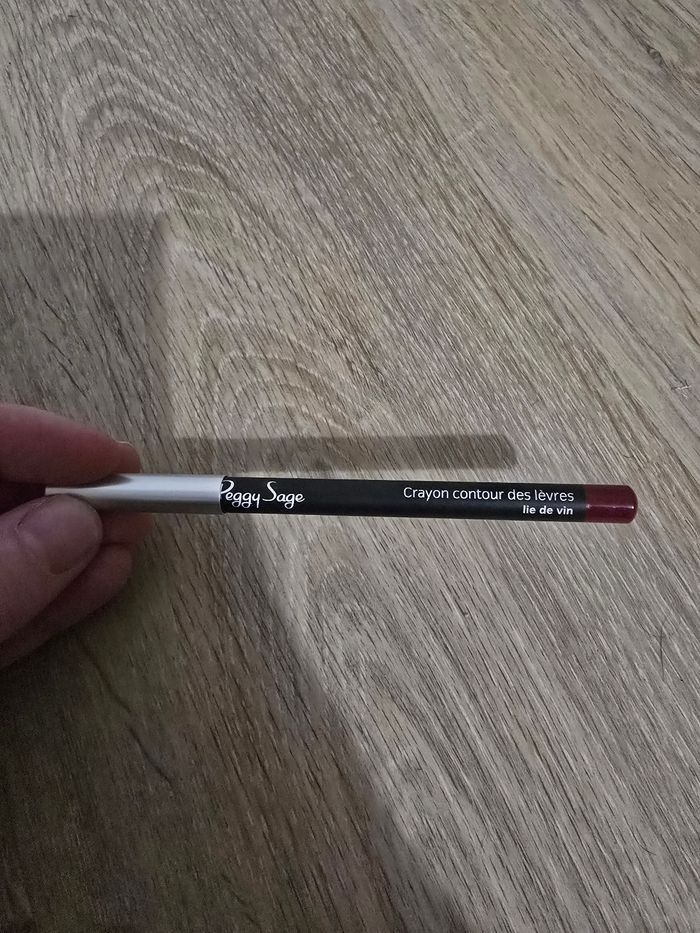 Peggy Sage
Crayon contour des lèvres
lie de vin